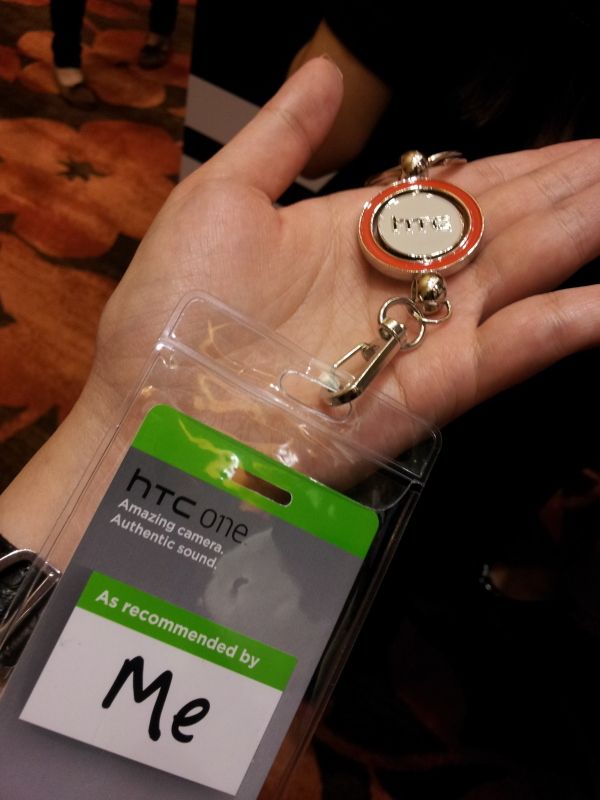 hTC
hTC one
Amazing camera.
Authentic sound.
As recommended by
Me